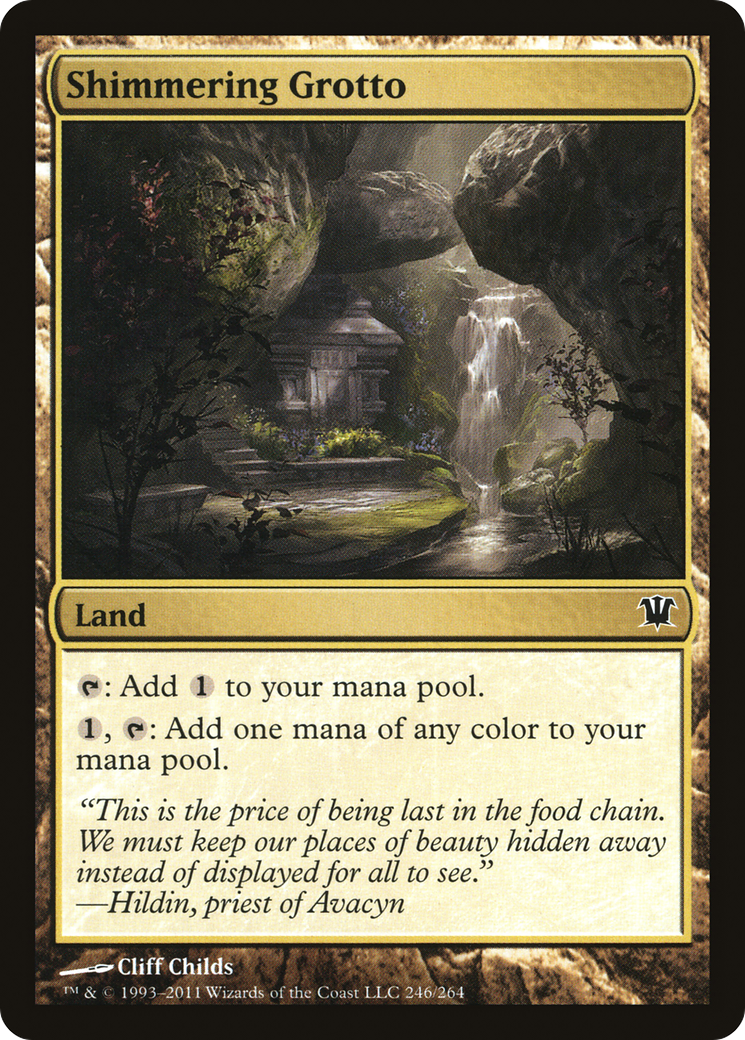 Shimmering Grotto
Land
: Add 1 to your mana pool.
1, : Add one mana of any color to your
mana pool.
“This is the price of being last in the food chain.
We must keep our places of beauty hidden away
instead of displayed for all to see.”
—Hildin, priest of Avacyn
Cliff Childs
™ & © 1993–2011 Wizards of the Coast LLC 246/264